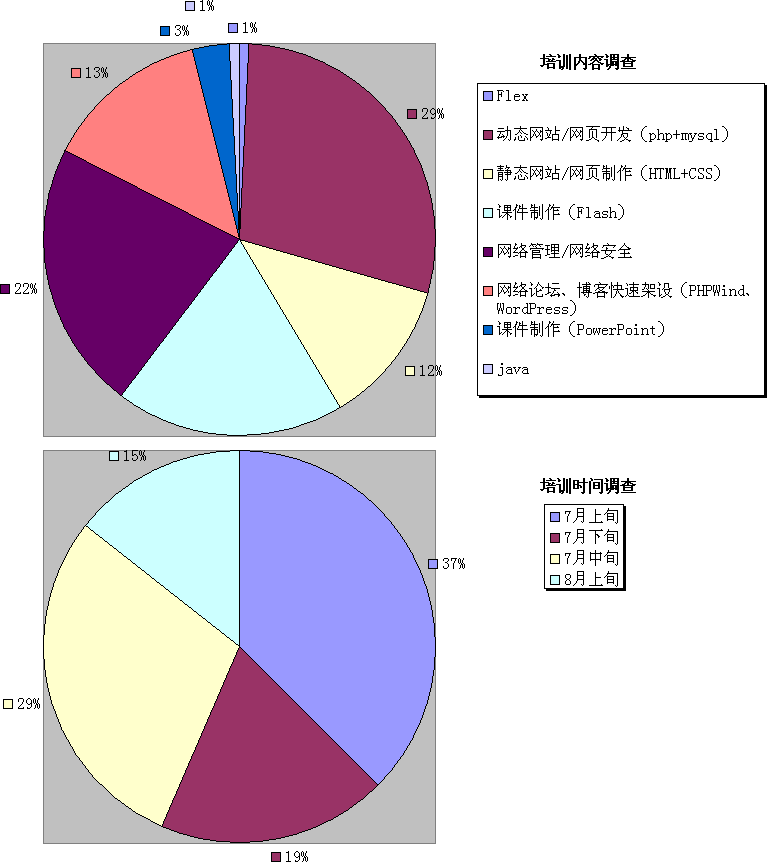 1%
3%
1%
13%
29%
22%
12%
培训内容调查
Flex
动态网站/网页开发（php+mysql）
静态网站/网页制作（HTML+CSS）
课件制作（Flash）
网络管理/网络安全
网络论坛、博客快速架设（PHPWind、
WordPress）
课件制作（PowerPoint）
java
15%
37%
29%
19%
培训时间调查
7月上旬
7月下旬
7月中旬
8月上旬